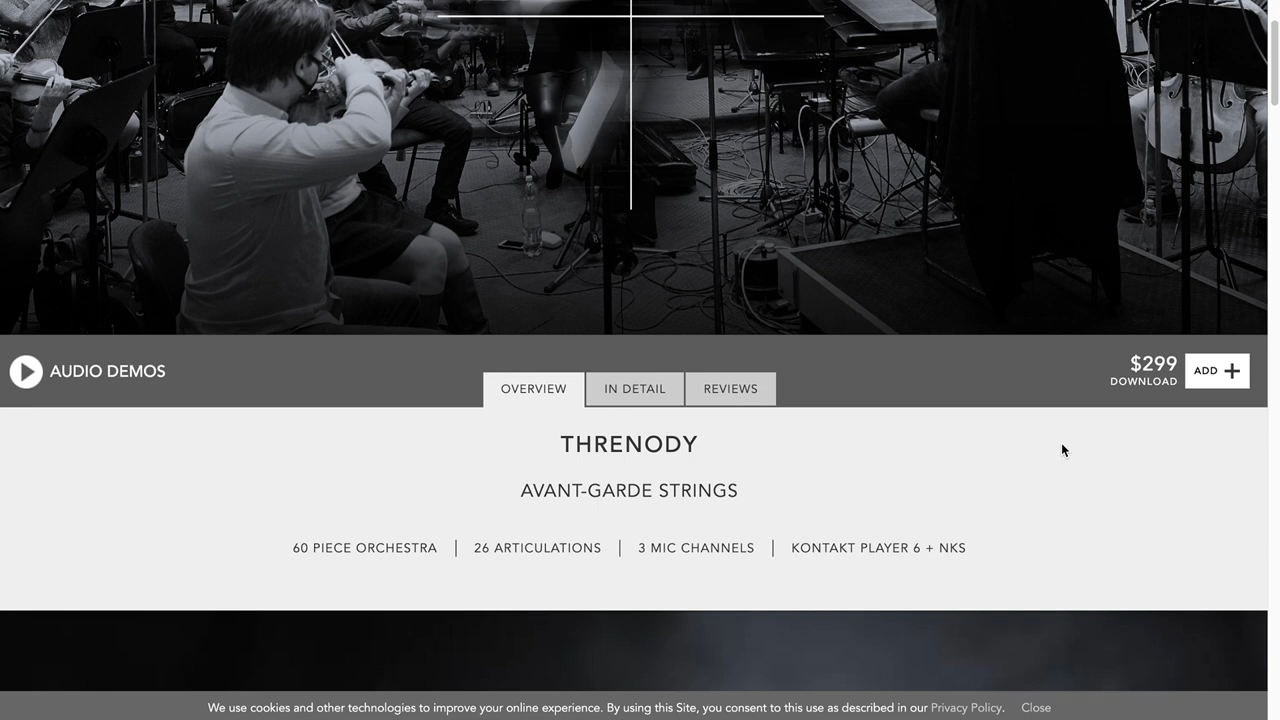 AUDIO DEMOS
$299
DOWNLOAD
ADD
OVERVIEW
IN DETAIL
REVIEWS
THRENODY
AVANT-GARDE STRINGS
60 PIECE ORCHESTRA
26 ARTICULATIONS
3 MIC CHANNELS
KONTAKT PLAYER 6 + NKS
We use cookies and other technologies to improve your online experience. By using this Site, you consent to this use as described in our Privacy Policy. Close